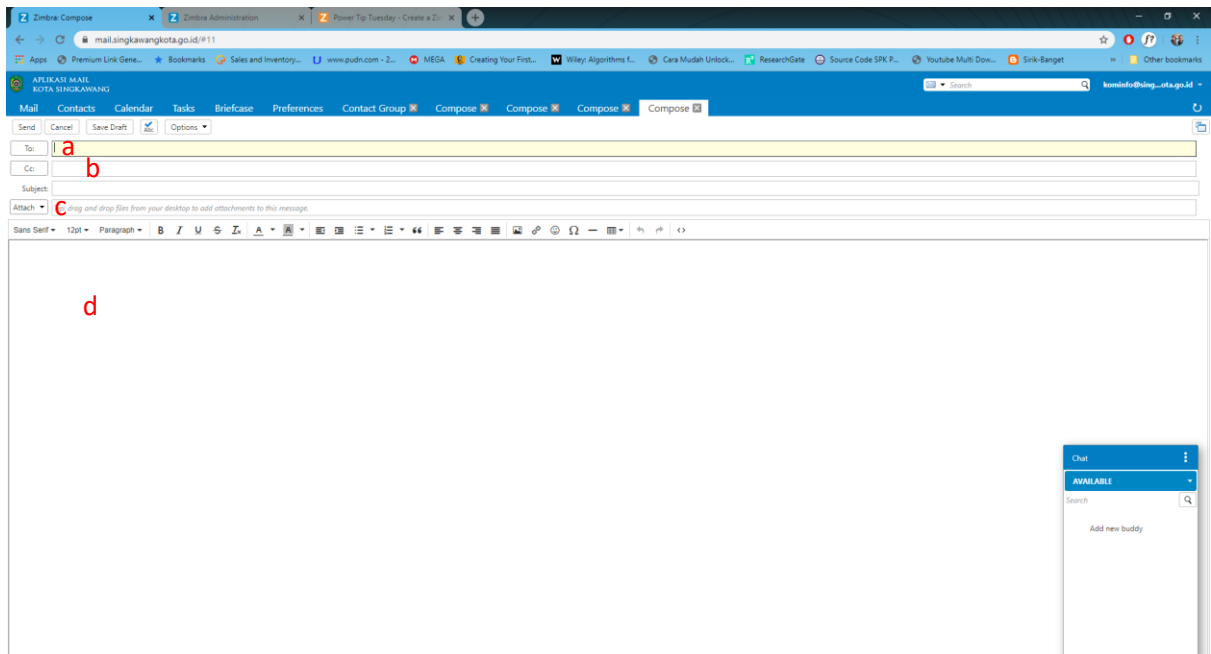 Zimbra: Compose Zimbra Administration Power Tip Tuesday - Create a Zi
mail.singkawangkota.go.id/#11
Apps Premium Link Gene... Bookmarks Sales and Inventory... www.pudn.com - 2... MEGA Creating Your First... Wiley: Algorithms f... Cara Mudah Unlock... ResearchGate Source Code SPK P... Youtube Multi Dow... Sirik-Banget Other bookmarks
APLIKASI MAIL
KOTA SINGKAWANG
Search kominfo@sing...ota.go.id
Mail Contacts Calendar Tasks Briefcase Preferences Contact Group Compose Compose Compose Compose
Send Cancel Save Draft Abc Options
To: a
Cc: b
Subject:
Attach c drag and drop files from your desktop to add attachments to this message.
Sans Serif 12pt Paragraph B I U S Ix A A Ω <>
d
Chat
AVAILABLE
Search
Add new buddy